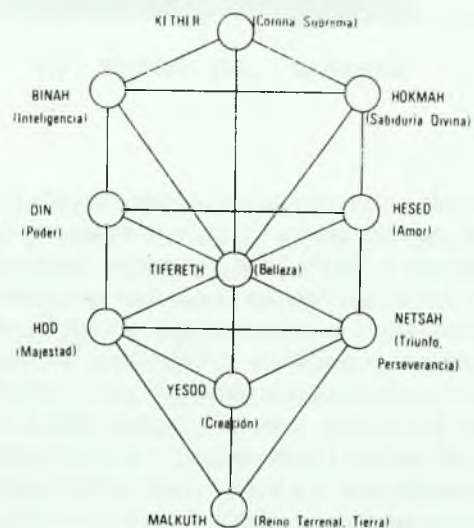 KETHER (Corona Suprema)
BINAH
(Inteligencia)
HOKMAH
(Sabiduría Divina)
DIN
(Poder)
HESED
(Amor)
TIFERETH (Belleza)
HOD
(Majestad)
NETSAH
(Triunfo,
Perseverancia)
YESOD
(Creación)
MALKUTH (Reino Terrenal, Tierra)